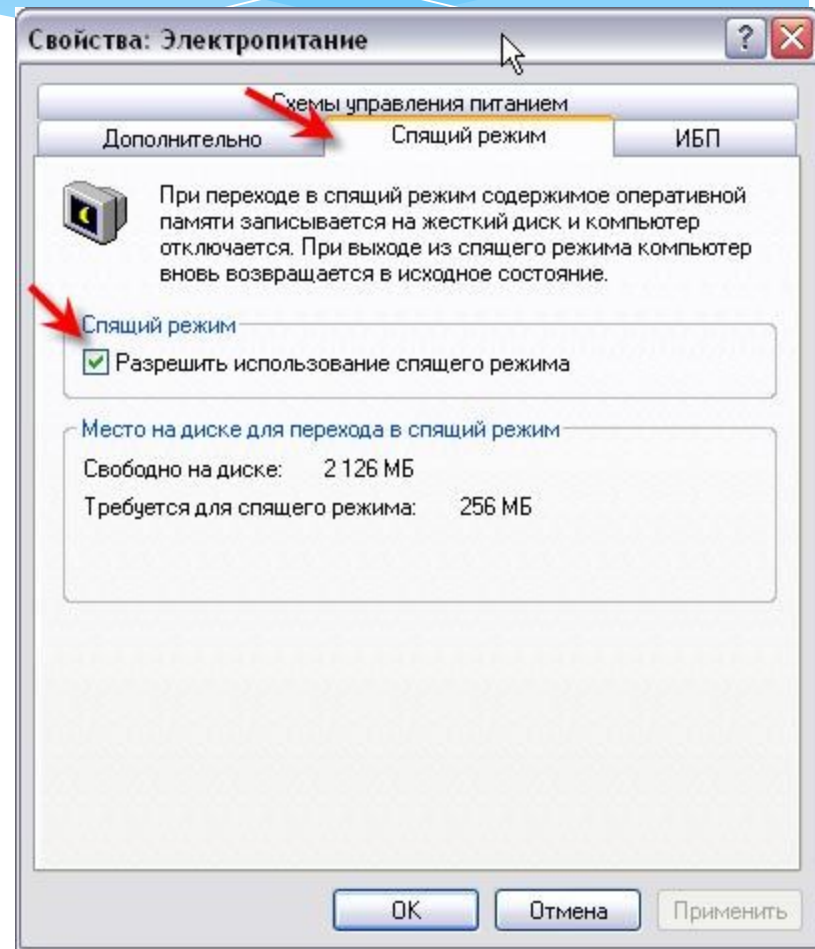 Свойства: Электропитание
Схемы управления питанием
Дополнительно Спящий режим ИБП
При переходе в спящий режим содержимое оперативной
памяти записывается на жесткий диск и компьютер
отключается. При выходе из спящего режима компьютер
вновь возвращается в исходное состояние.
Спящий режим
Разрешить использование спящего режима
Место на диске для перехода в спящий режим
Свободно на диске: 2 126 МБ
Требуется для спящего режима: 256 МБ
OK Отмена Применить